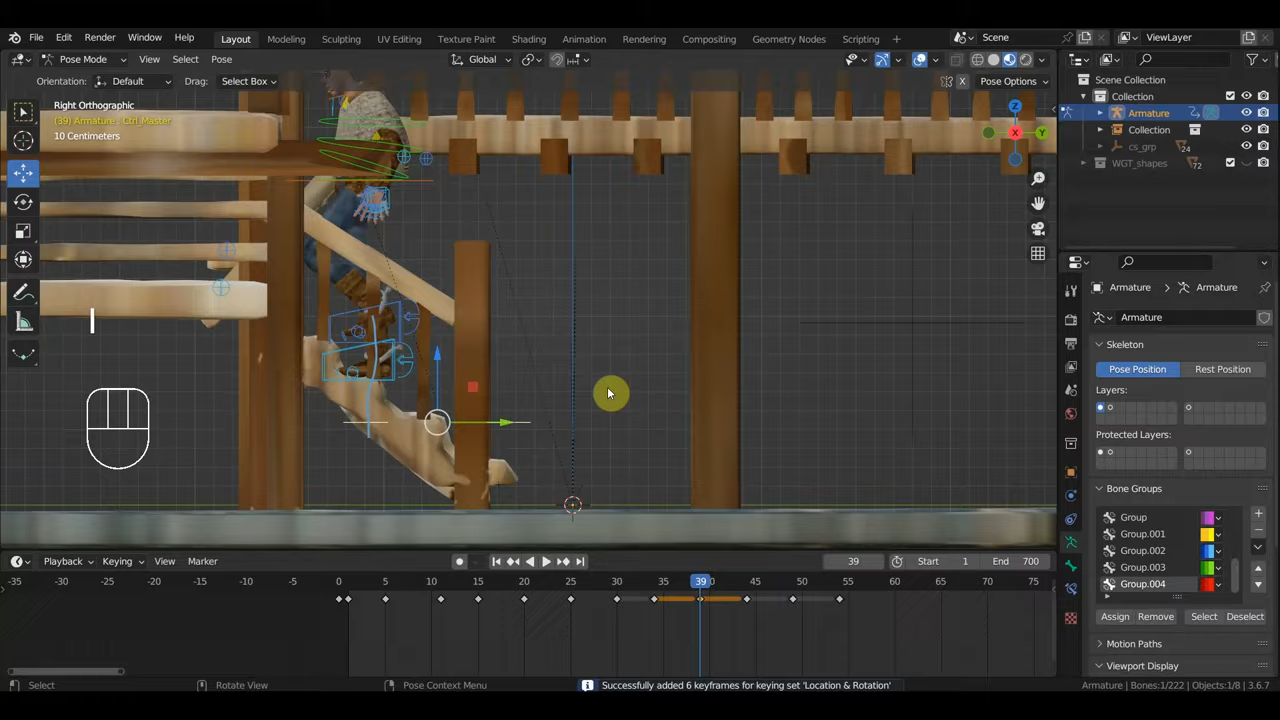 File Edit Render Window Help Layout Modeling Sculpting UV Editing Texture Paint Shading Animation Rendering Compositing Geometry Nodes Scripting + Scene ViewLayer
Pose Mode View Select Pose Global
Orientation: Default Drag: Select Box X Pose Options
Right Orthographic
(39) Armature : Ctrl Master
10 Centimeters
Z
Y
X
I
Scene Collection
Collection
Armature
Collection
cs_grp 24
WGT_shapes 72
Armature > Armature
Armature
Skeleton
Pose Position Rest Position
Layers:
Protected Layers:
Bone Groups
Group
Group.001
Group.002
Group.003
Group.004
Assign Remove Select Deselect
Motion Paths
Viewport Display
Playback Keying View Marker 39 Start 1 End 700
-35 -30 -25 -20 -15 -10 -5 0 5 10 15 20 25 30 35 39 45 50 55 60 65 70 75
Select Rotate View Pose Context Menu Successfully added 6 keyframes for keying set 'Location & Rotation' Armature | Bones:1/222 | Objects:1/8 | 3.6.7